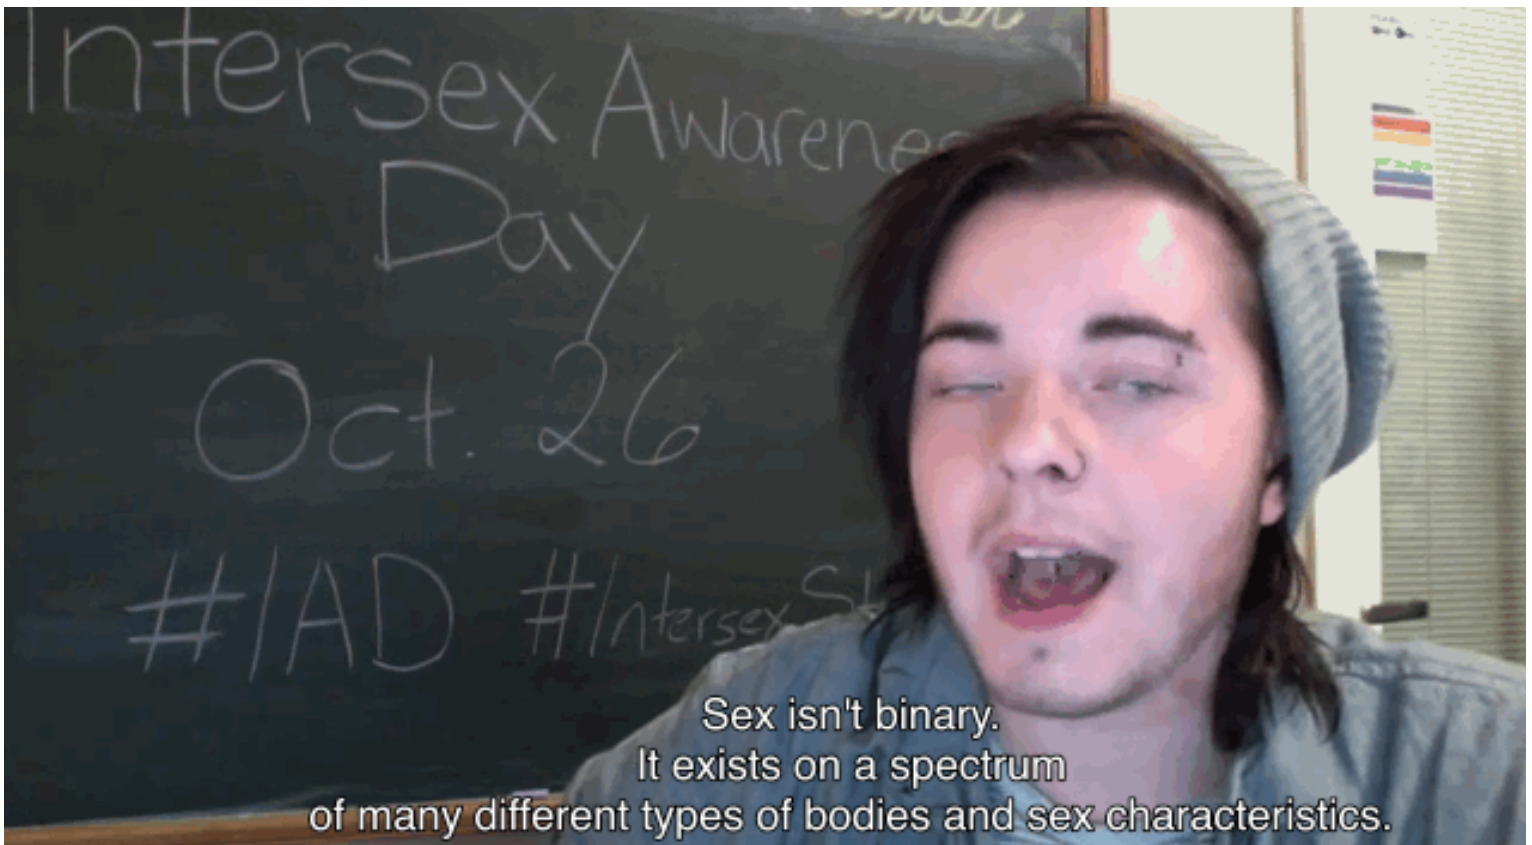 Intersex Awarenes
Day
Oct. 26
#IAD #Intersex
Sex isn't binary.
It exists on a spectrum
of many different types of bodies and sex characteristics.